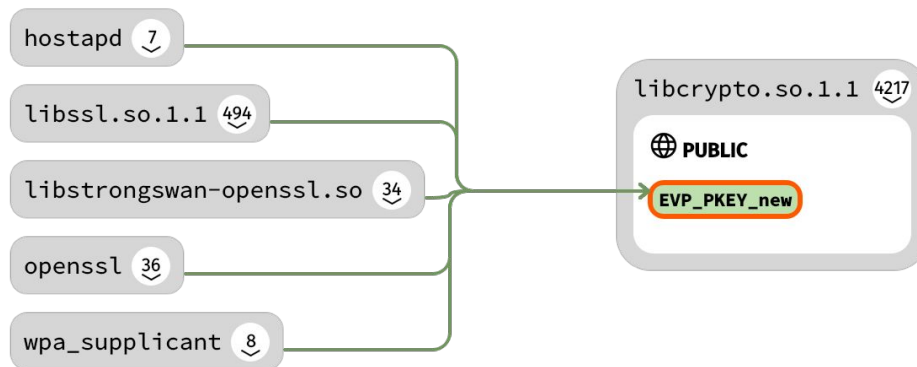 hostapd 7
libssl.so.1.1 494
libstrongswan-openssl.so 34
openssl 36
wpa_supplicant 8
libcrypto.so.1.1 4217
PUBLIC
EVP_PKEY_new